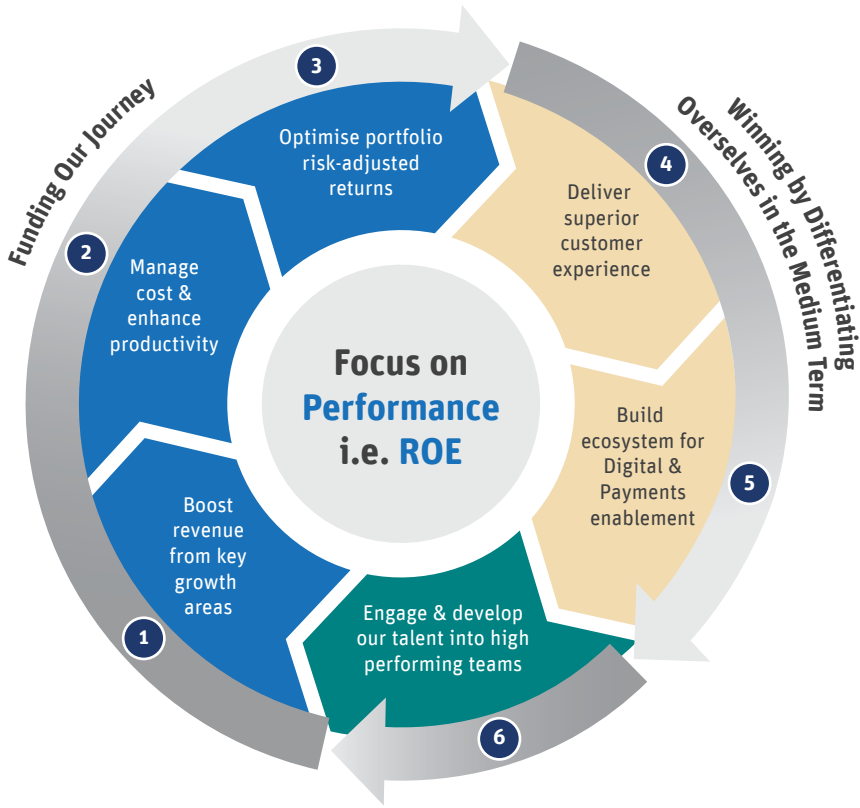 Funding Our Journey
Winning by Differentiating
Overselves in the Medium Term
Focus on
Performance
i.e. ROE
1
Boost
revenue
from key
growth
areas
2
Manage
cost &
enhance
productivity
3
Optimise portfolio
risk-adjusted
returns
4
Deliver
superior
customer
experience
5
Build
ecosystem for
Digital &
Payments
enablement
6
Engage & develop
our talent into high
performing teams